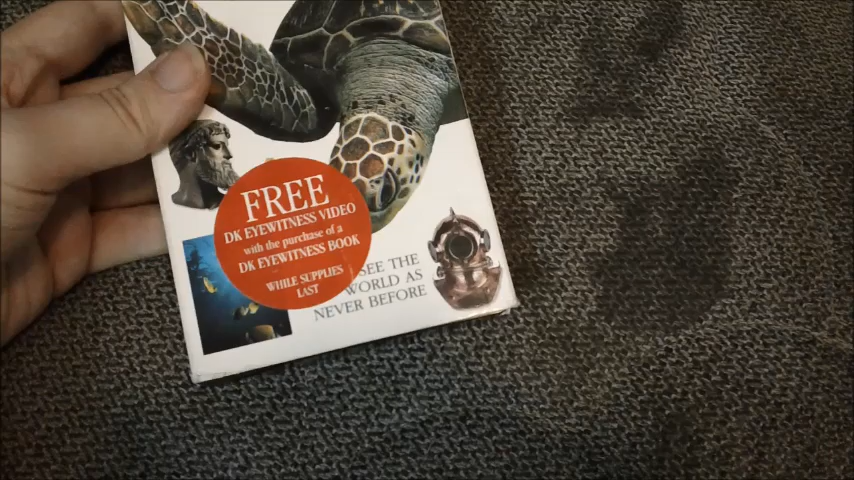 FREE
DK EYEWITNESS VIDEO
with the purchase of a
DK EYEWITNESS BOOK
WHILE SUPPLIES
LAST
SEE THE
WORLD AS
NEVER BEFORE